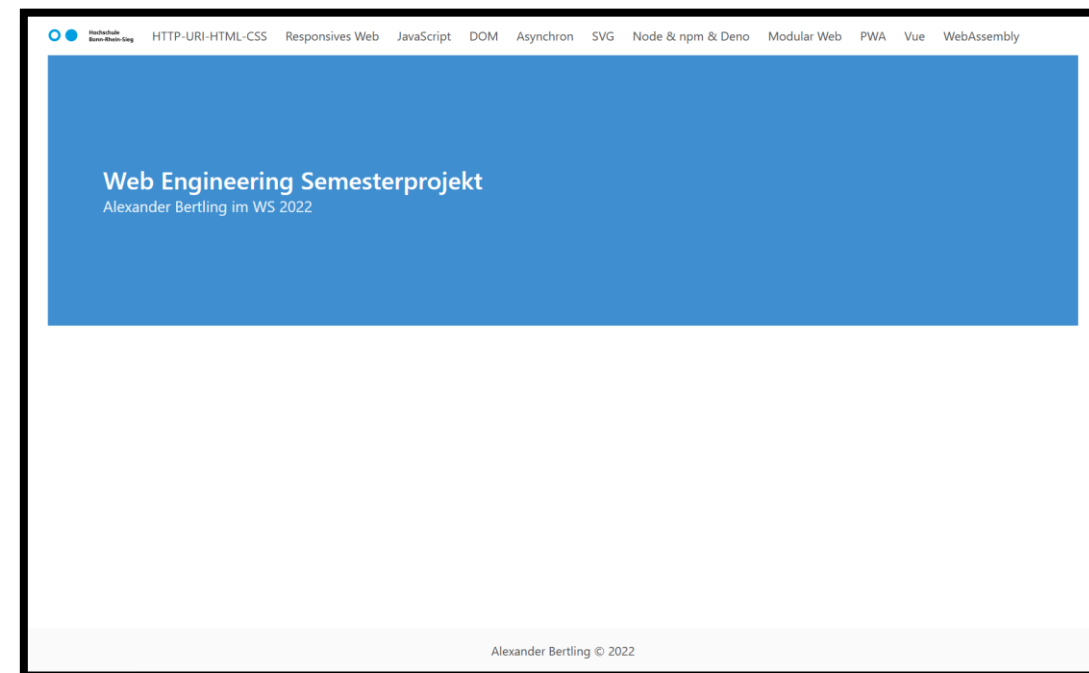 Hochschule
Bonn-Rhein-Sieg
HTTP-URI-HTML-CSS Responsives Web JavaScript DOM Asynchron SVG Node & npm & Deno Modular Web PWA Vue WebAssembly
Web Engineering Semesterprojekt
Alexander Bertling im WS 2022
Alexander Bertling © 2022